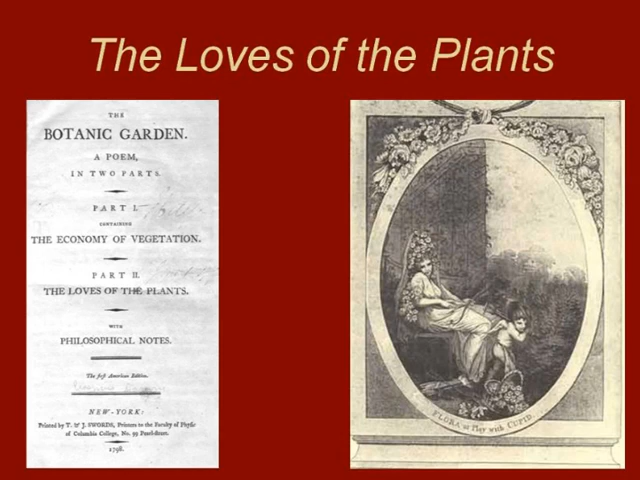 The Loves of the Plants
THE
BOTANIC GARDEN.
A POEM,
IN TWO PARTS.
PART I.
CONTAINING
THE ECONOMY OF VEGETATION.
PART II.
THE LOVES OF THE PLANTS.
WITH
PHILOSOPHICAL NOTES.
The first American Edition.
NEW-YORK:
Printed by T. & J. SWORDS, Printers to the Faculty of Physic
of Columbia College, No. 99 Pearl-street.
1798.
FLORA at Play with CUPID.